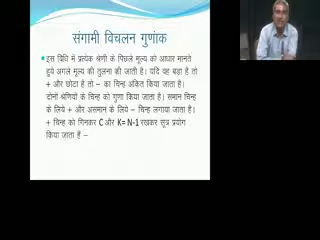 संगामी विचलन गुणांक
इस विधि में प्रत्येक श्रेणी के पिछले मूल्य को आधार मानते
हुये अगले मूल्य की तुलना की जाती है। यदि वह बड़ा है तो
+ और छोटा है तो – का चिन्ह अंकित किया जाता है।
दोनों श्रेणियों के चिन्ह को गुणा किया जाता है। समान चिन्ह
के लिये + और असमान के लिये – चिन्ह लगाया जाता है।
+ चिन्ह को गिनकर C और K= N-1 रखकर सूत्र प्रयोग
किया जाता है –